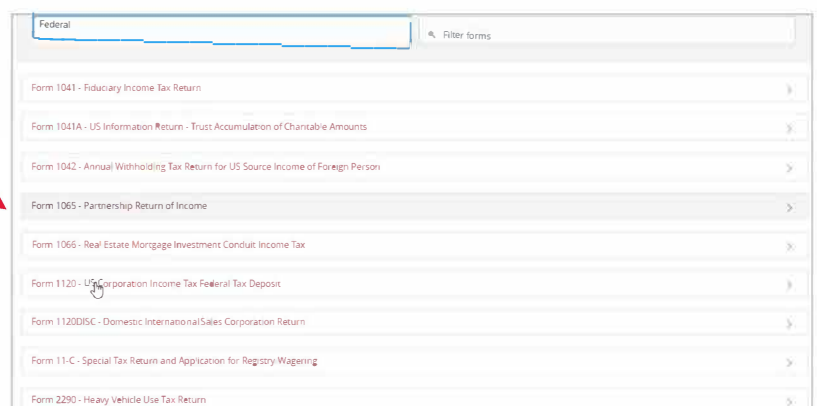 Federal
Filter forms
Form 1041 - Fiduciary Income Tax Return
Form 1041A - US Information Return - Trust Accumulation of Charitable Amounts
Form 1042 - Annual Withholding Tax Return for US Source Income of Foreign Person
Form 1065 - Partnership Return of Income
Form 1066 - Real Estate Mortgage Investment Conduit Income Tax
Form 1120 - US Corporation Income Tax Federal Tax Deposit
Form 1120DISC - Domestic International Sales Corporation Return
Form 11-C - Special Tax Return and Application for Registry-Wagering
Form 2290 - Heavy Vehicle Use Tax Return